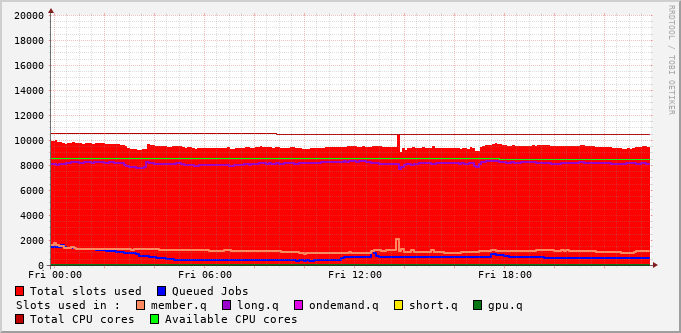 20000
18000
16000
14000
12000
10000
8000
6000
4000
2000
0
Fri 00:00 Fri 06:00 Fri 12:00 Fri 18:00
Total slots used Queued Jobs
Slots used in : member.q long.q ondemand.q short.q gpu.q
Total CPU cores Available CPU cores
RRDTOOL / TOBI OETIKER